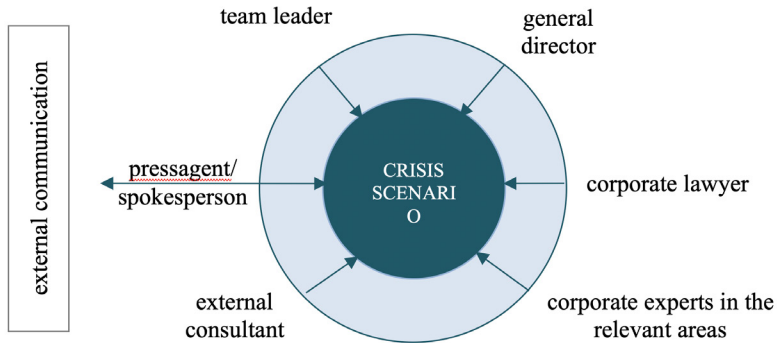 team leader
general
director
external communication
pressagent/
spokesperson
CRISIS
SCENARI
O
corporate lawyer
external
consultant
corporate experts in the
relevant areas